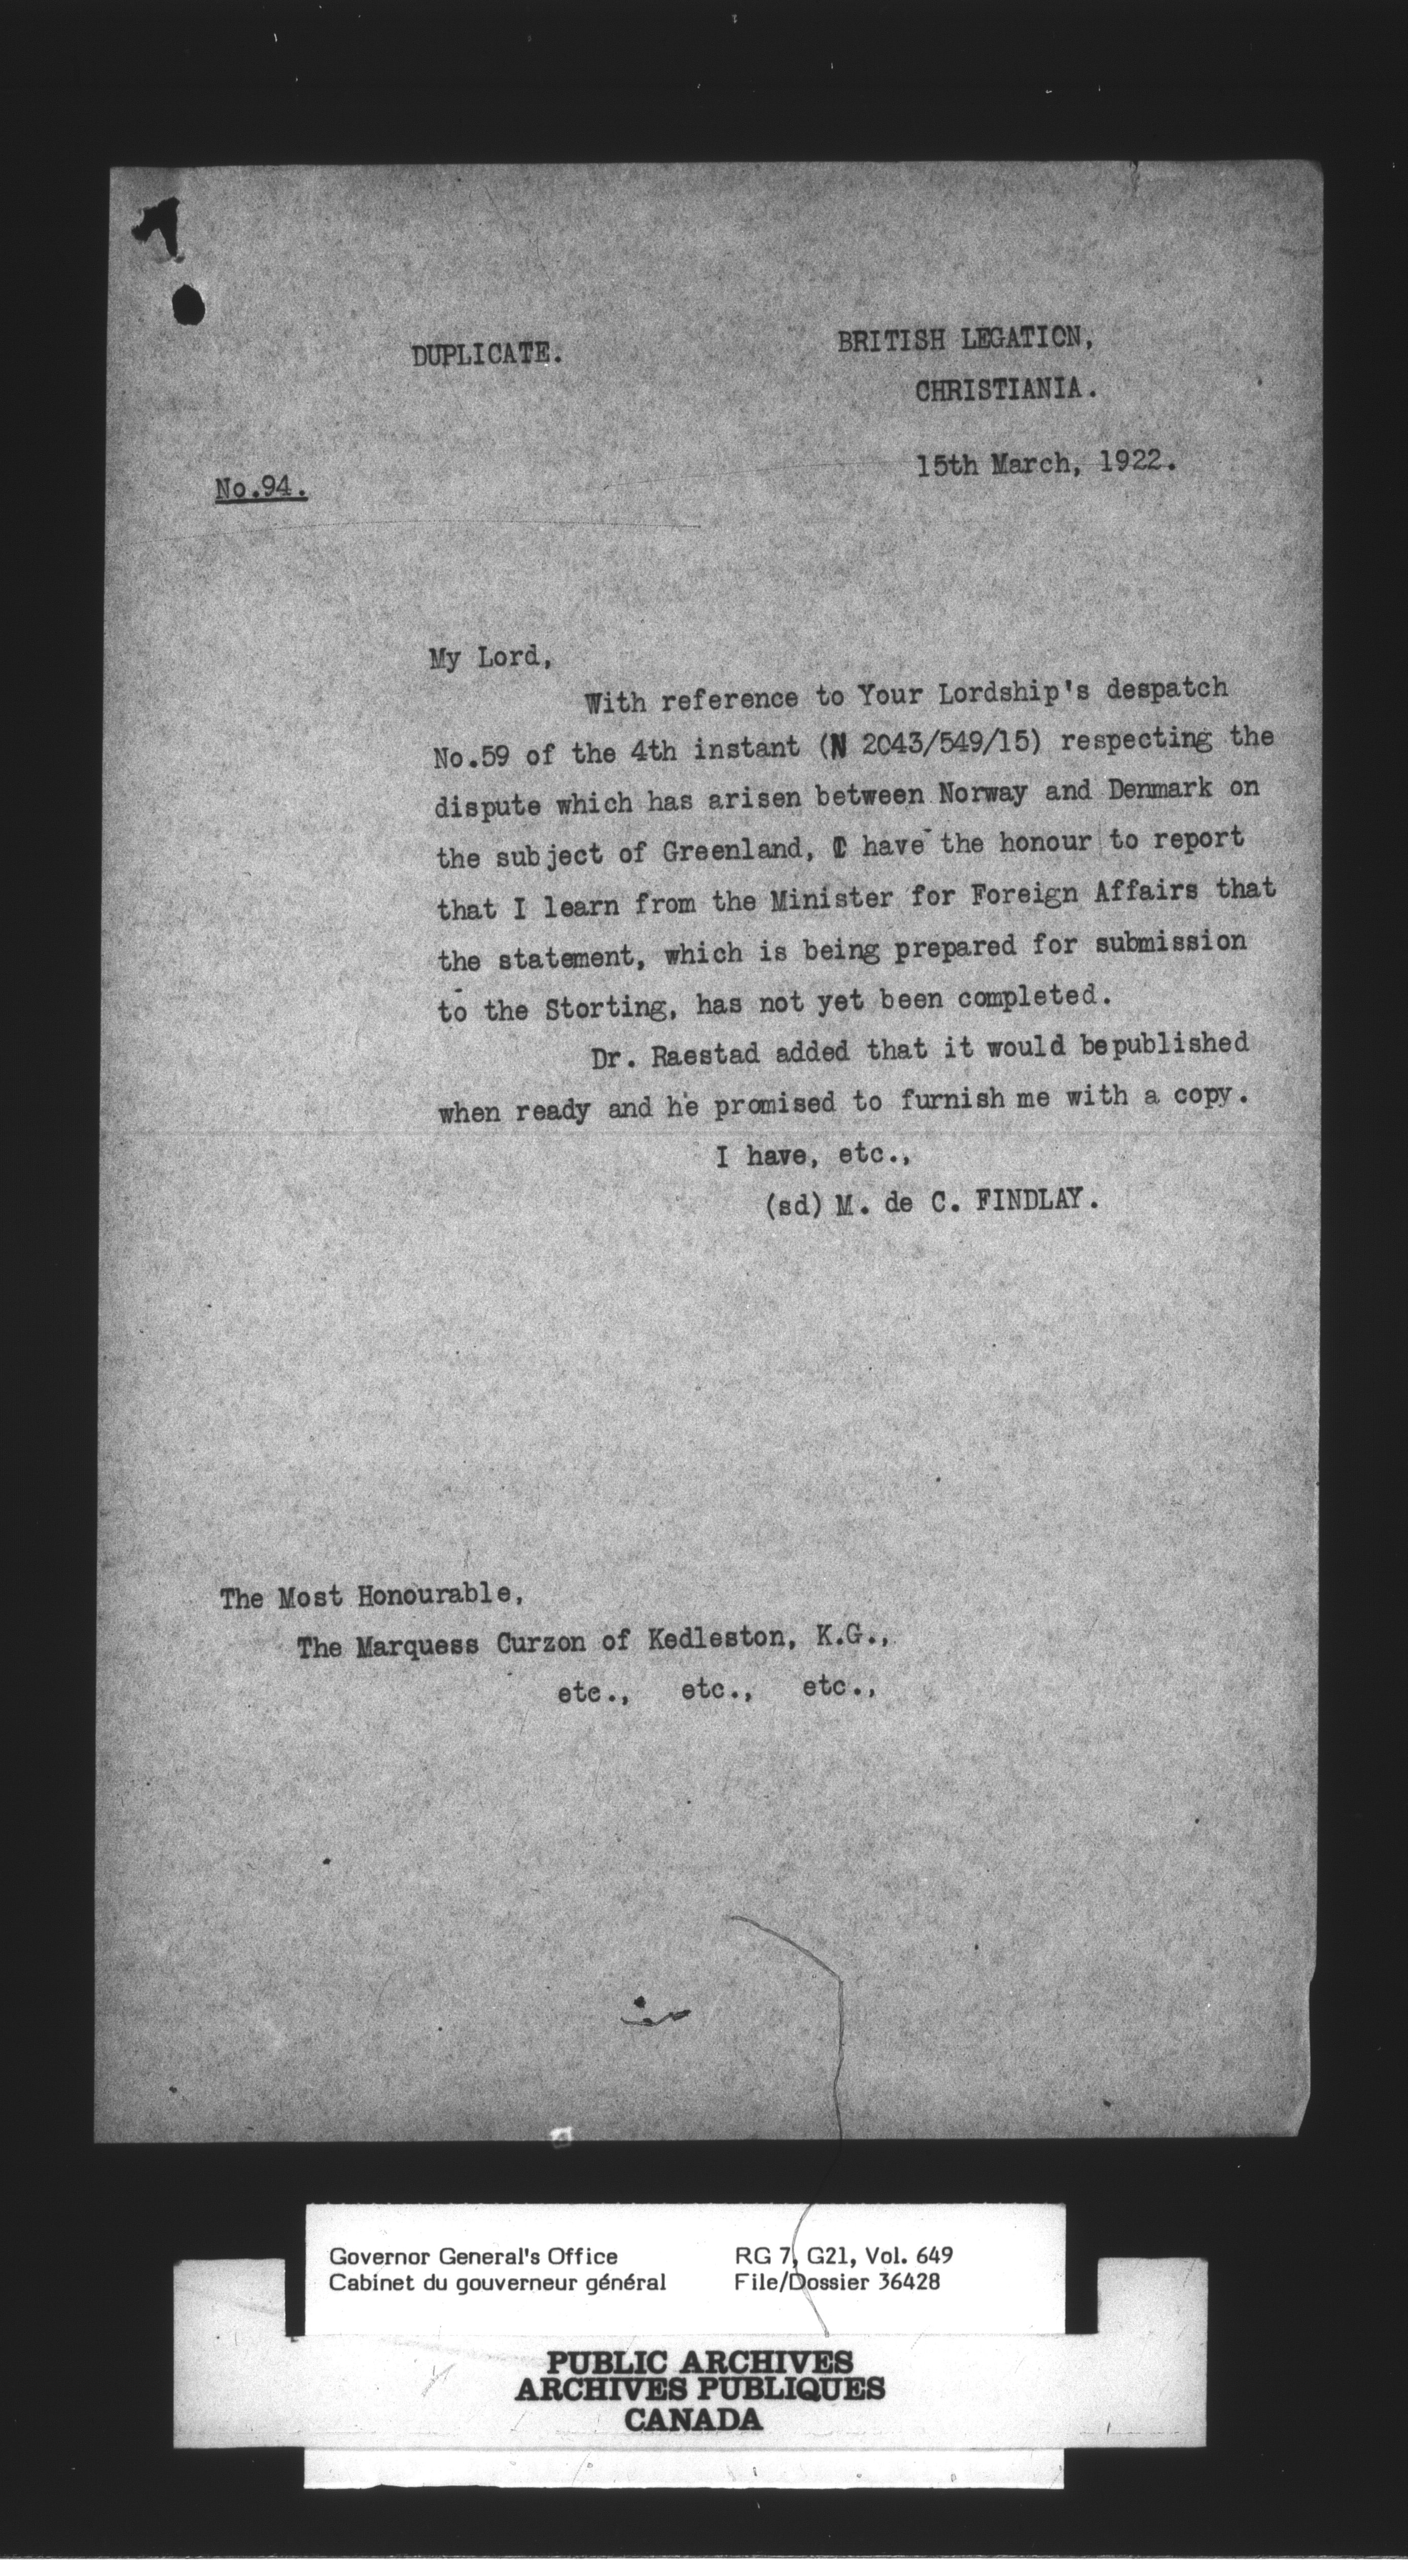 DUPLICATE.
BRITISH LEGATION,
CHRISTIANIA.
15th March, 1922.
No.94.
My Lord,
With reference to Your Lordship's despatch
No.59 of the 4th instant (N 2043/549/15) respecting the
dispute which has arisen between Norway and Denmark on
the subject of Greenland, I have the honour to report
that I learn from the Minister for Foreign Affairs that
the statement, which is being prepared for submission
to the Storting, has not yet been completed.
Dr. Raestad added that it would be published
when ready and he promised to furnish me with a copy.
I have, etc.,
(sd) M. de C. FINDLAY.
The Most Honourable,
The Marquess Curzon of Kedleston, K.G.,
etc., etc., etc.,
Governor General's Office
Cabinet du gouverneur général
RG 7, G21, Vol. 649
File/Dossier 36428
PUBLIC ARCHIVES
ARCHIVES PUBLIQUES
CANADA